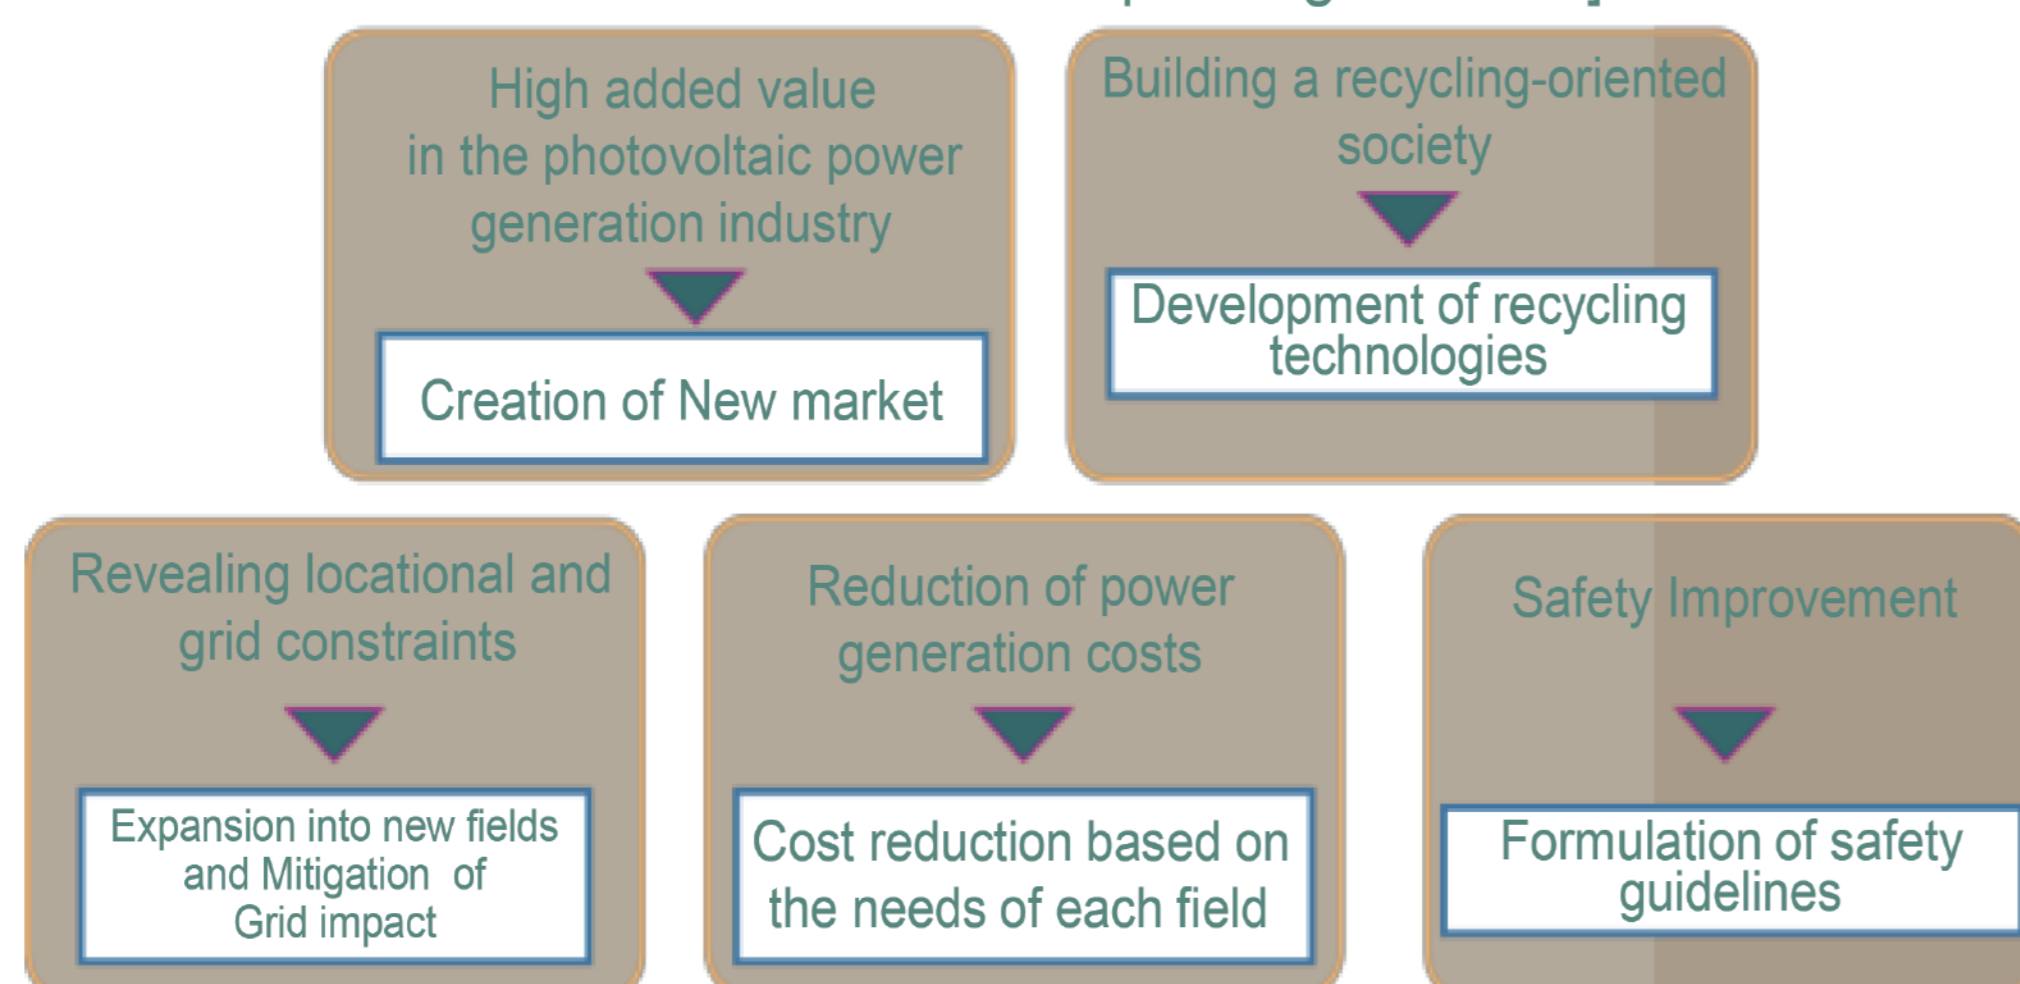 High added value
in the photovoltaic power
generation industry
Creation of New market
Building a recycling-oriented
society
Development of recycling
technologies
Revealing locational and
grid constraints
Expansion into new fields
and Mitigation of
Grid impact
Reduction of power
generation costs
Cost reduction based on
the needs of each field
Safety Improvement
Formulation of safety
guidelines